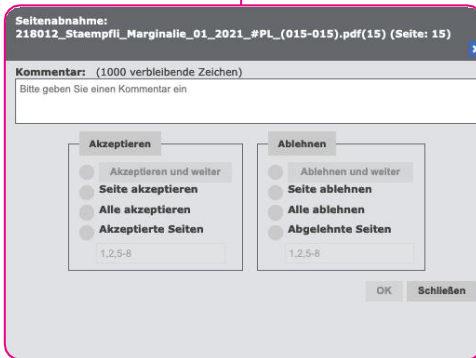 Seitenabnahme:
218012_Staempfli_Marginalie_01_2021_#PL_(015-015).pdf(15) (Seite: 15)
Kommentar: (1000 verbleibende Zeichen)
Bitte geben Sie einen Kommentar ein
Akzeptieren
Akzeptieren und weiter
Seite akzeptieren
Alle akzeptieren
Akzeptierte Seiten
1,2,5-8
Ablehnen
Ablehnen und weiter
Seite ablehnen
Alle ablehnen
Abgelehnte Seiten
1,2,5-8
OK Schließen